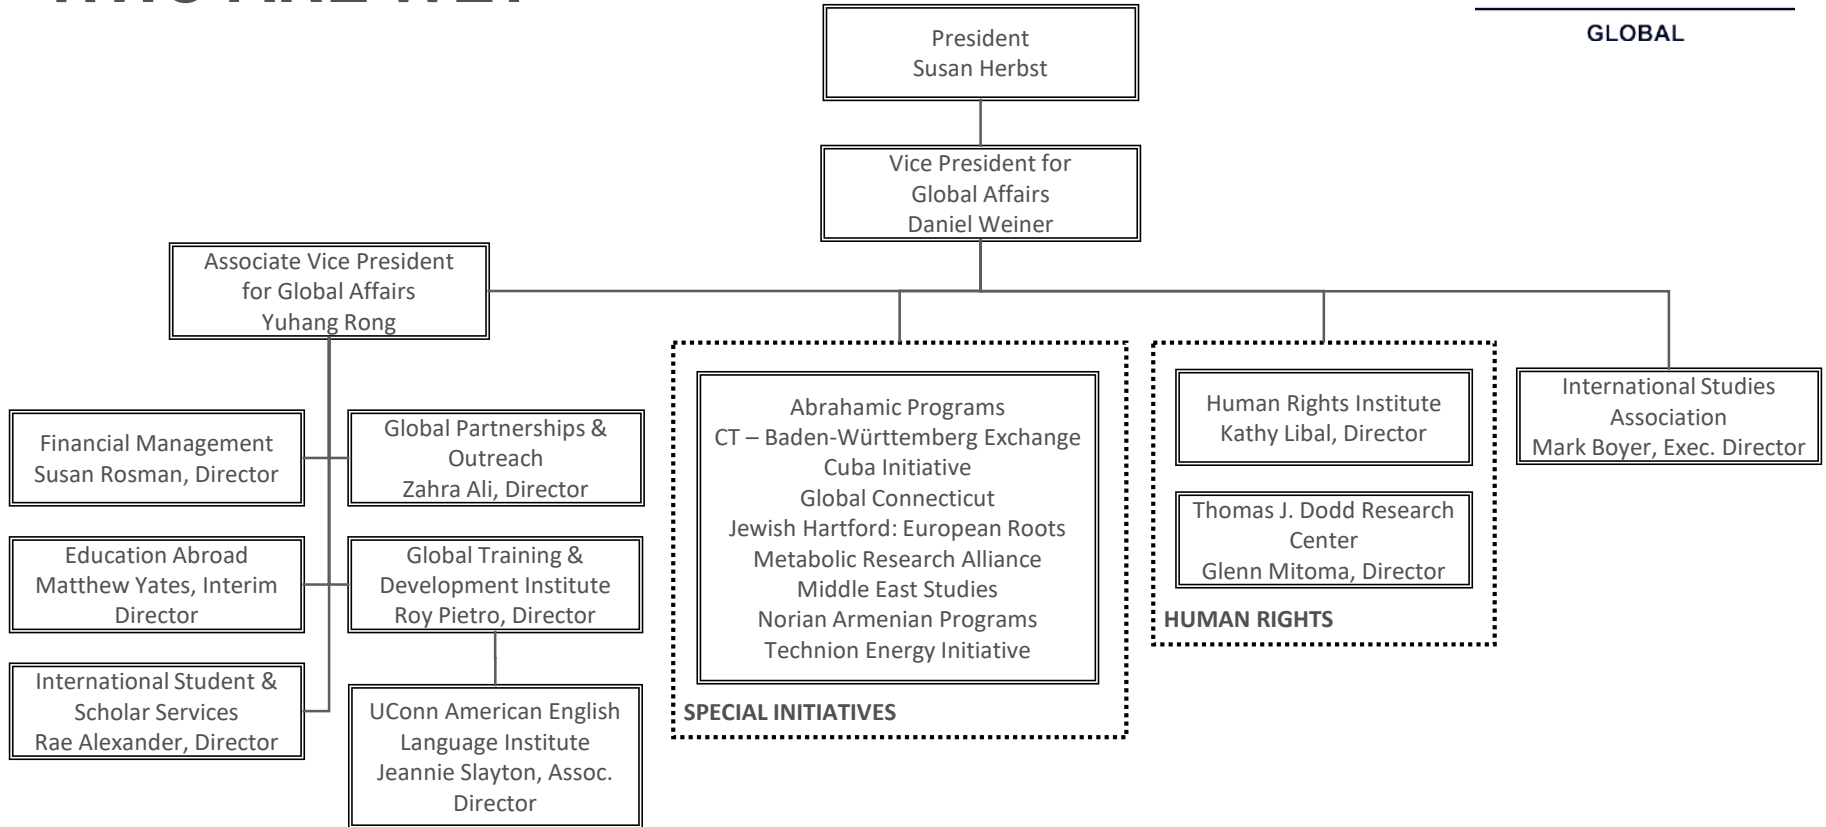 WHO ARE WE?
GLOBAL
President
Susan Herbst
Vice President for
Global Affairs
Daniel Weiner
Associate Vice President
for Global Affairs
Yuhang Rong
Financial Management
Susan Rosman, Director
Global Partnerships &
Outreach
Zahra Ali, Director
Education Abroad
Matthew Yates, Interim
Director
Global Training &
Development Institute
Roy Pietro, Director
International Student &
Scholar Services
Rae Alexander, Director
UConn American English
Language Institute
Jeannie Slayton, Assoc.
Director
Abrahamic Programs
CT – Baden-Württemberg Exchange
Cuba Initiative
Global Connecticut
Jewish Hartford: European Roots
Metabolic Research Alliance
Middle East Studies
Norian Armenian Programs
Technion Energy Initiative
SPECIAL INITIATIVES
Human Rights Institute
Kathy Libal, Director
Thomas J. Dodd Research
Center
Glenn Mitoma, Director
HUMAN RIGHTS
International Studies
Association
Mark Boyer, Exec. Director